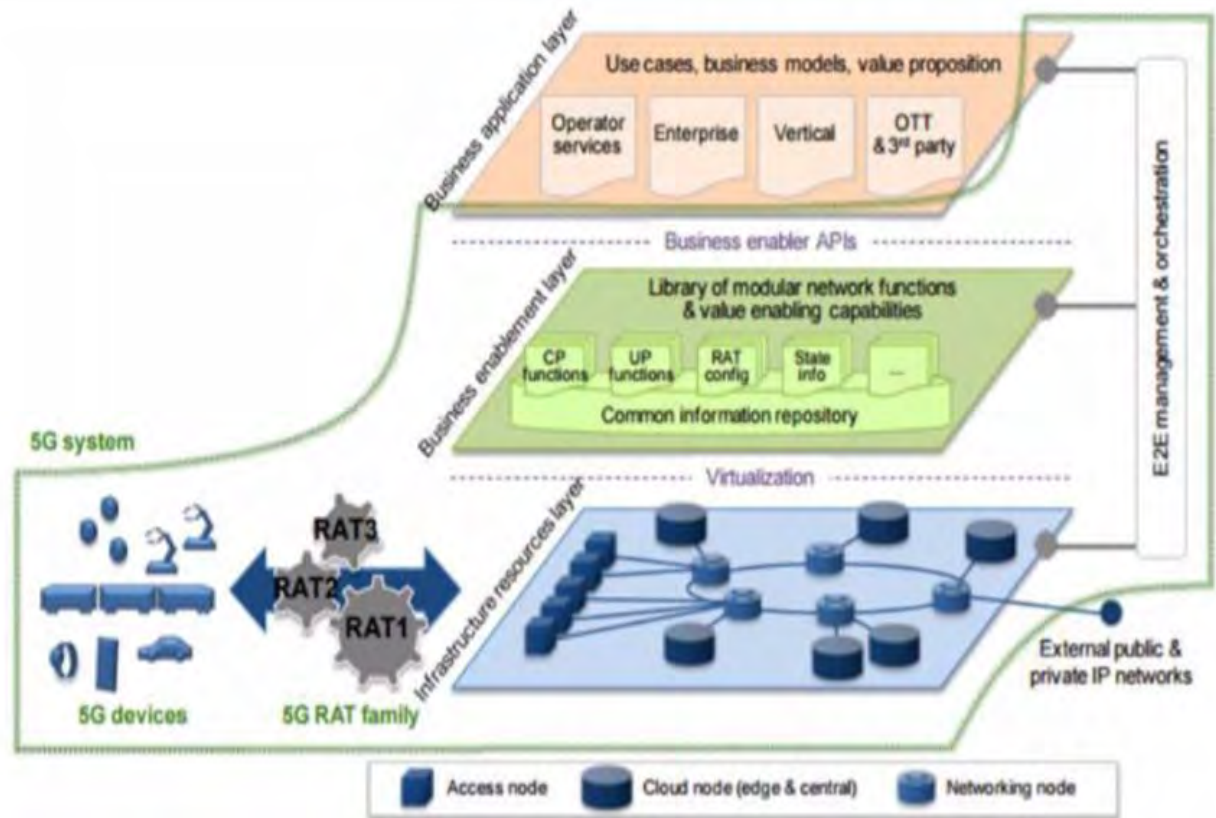 Business application layer
Use cases, business models, value proposition
Operator
services
Enterprise
Vertical
OTT
& 3rd party
Business enabler APIs
Business enablement layer
Library of modular network functions
& value enabling capabilities
CP
functions
UP
functions
RAT
config
State
info
...
Common information repository
E2E management & orchestration
Virtualization
5G system
Infrastructure resources layer
RAT3
RAT2
RAT1
5G devices
5G RAT family
External public &
private IP networks
Access node
Cloud node (edge & central)
Networking node